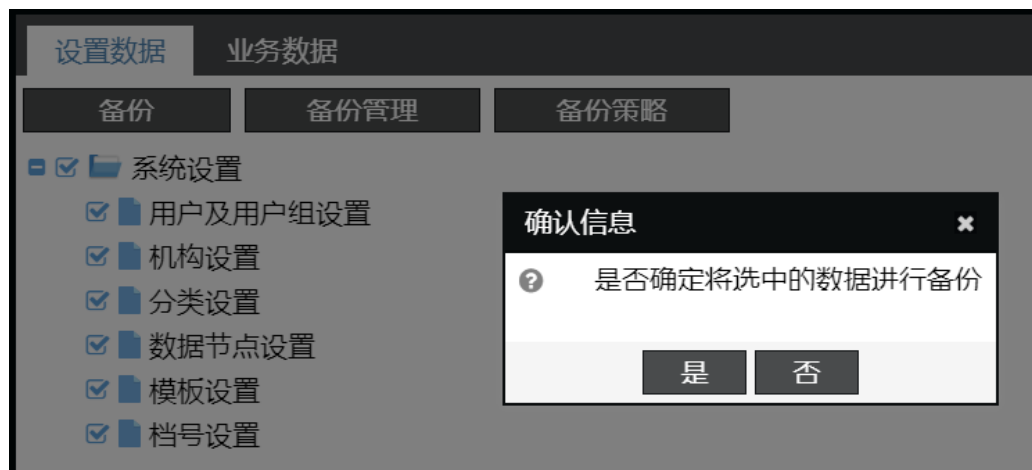 设置数据 业务数据
备份 备份管理 备份策略
系统设置
用户及用户组设置
机构设置
分类设置
数据节点设置
模板设置
档号设置
确认信息
是否确定将选中的数据进行备份
是 否